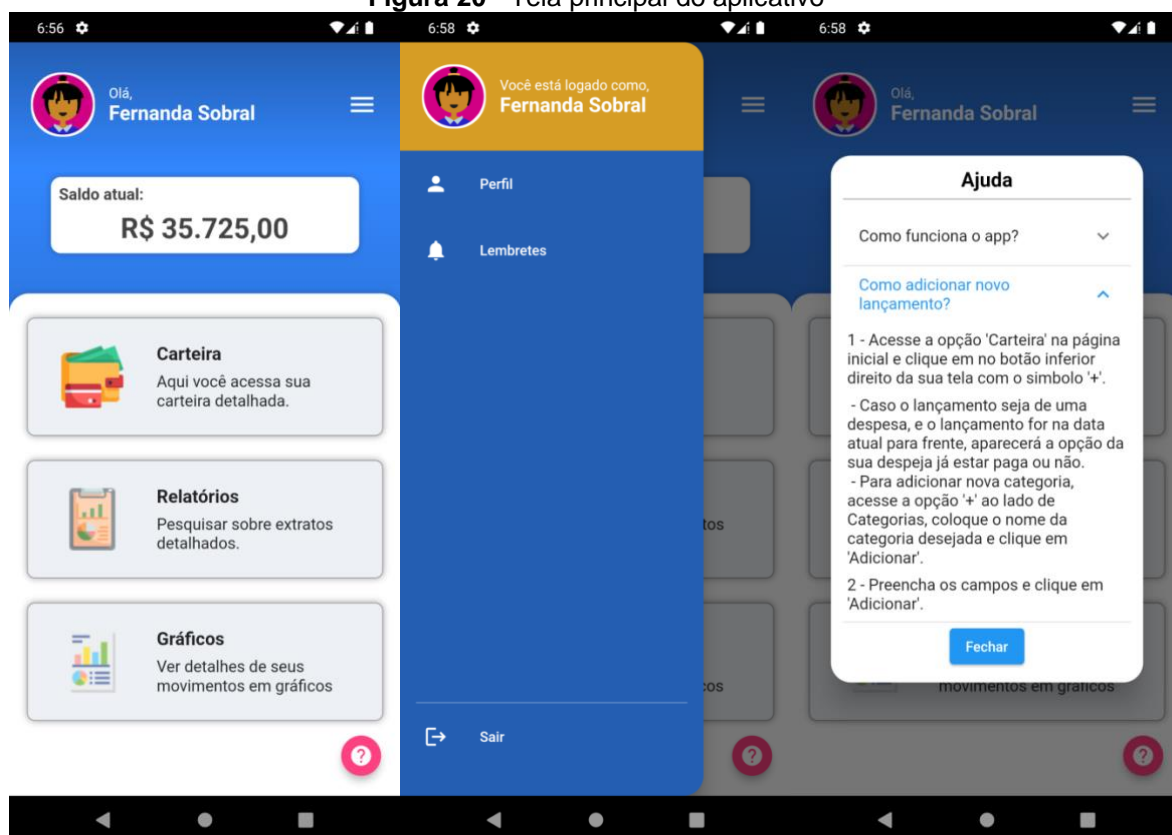 Figura 20 - Tela principal do aplicativo
6:56
Olá,
Fernanda Sobral
Saldo atual:
R$ 35.725,00
Carteira
Aqui você acessa sua
carteira detalhada.
Relatórios
Pesquisar sobre extratos
detalhados.
Gráficos
Ver detalhes de seus
movimentos em gráficos
?
6:58
Você está logado como,
Fernanda Sobral
Perfil
Lembretes
tos
os
Sair
?
6:58
Olá,
Fernanda Sobral
Ajuda
Como funciona o app?
Como adicionar novo
lançamento?
1 - Acesse a opção 'Carteira' na página
inicial e clique em no botão inferior
direito da sua tela com o simbolo '+'.
- Caso o lançamento seja de uma
despesa, e o lançamento for na data
atual para frente, aparecerá a opção da
sua despeja já estar paga ou não.
- Para adicionar nova categoria,
acesse a opção '+' ao lado de
Categorias, coloque o nome da
categoria desejada e clique em
'Adicionar'.
2 - Preencha os campos e clique em
'Adicionar'.
Fechar
movimentos em gráficos
?